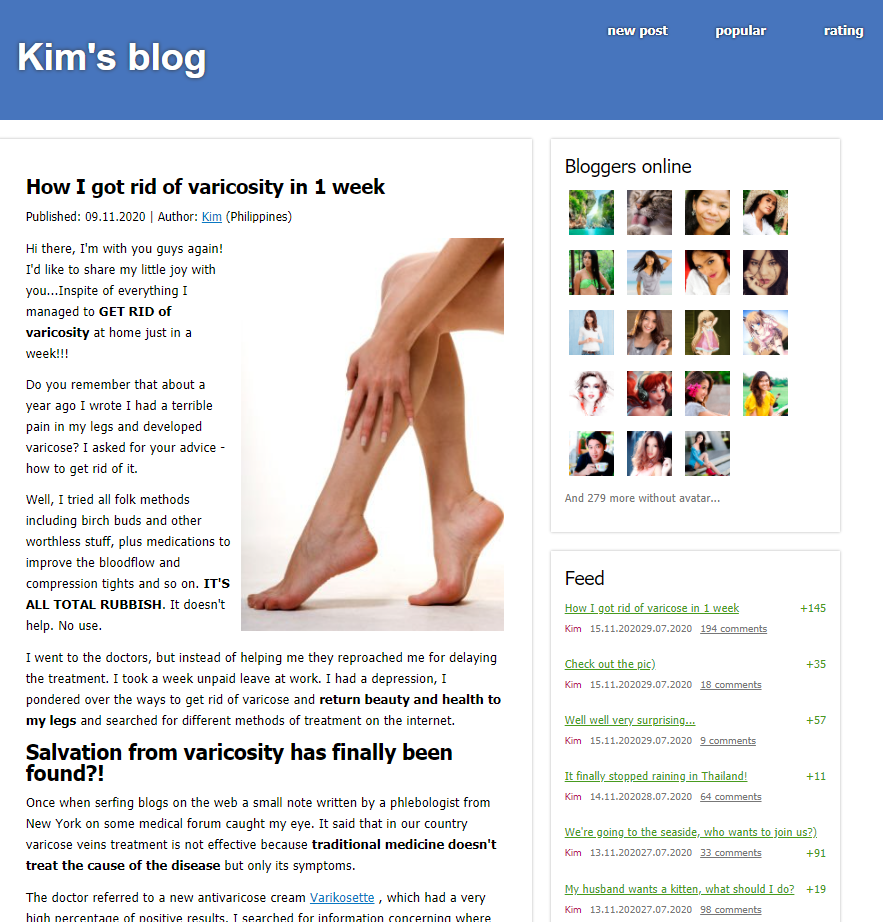 Kim's blog
new post
popular
rating
How I got rid of varicosity in 1 week
Published: 09.11.2020 | Author: Kim (Philippines)
Hi there, I'm with you guys again!
I'd like to share my little joy with
you...Inspite of everything I
managed to GET RID of
varicosity at home just in a
week!!!
Do you remember that about a
year ago I wrote I had a terrible
pain in my legs and developed
varicose? I asked for your advice -
how to get rid of it.
Well, I tried all folk methods
including birch buds and other
worthless stuff, plus medications to
improve the bloodflow and
compression tights and so on. IT'S
ALL TOTAL RUBBISH. It doesn't
help. No use.
I went to the doctors, but instead of helping me they reproached me for delaying
the treatment. I took a week unpaid leave at work. I had a depression, I
pondered over the ways to get rid of varicose and return beauty and health to
my legs and searched for different methods of treatment on the internet.
Salvation from varicosity has finally been
found?!
Once when serfing blogs on the web a small note written by a phlebologist from
New York on some medical forum caught my eye. It said that in our country
varicose veins treatment is not effective because traditional medicine doesn't
treat the cause of the disease but only its symptoms.
The doctor referred to a new antivaricose cream Varikosette , which had a very
high percentage of positive results. I searched for information concerning where
Bloggers online
And 279 more without avatar...
Feed
How I got rid of varicose in 1 week +145
Kim 15.11.202029.07.2020 194 comments
Check out the pic) +35
Kim 15.11.202029.07.2020 18 comments
Well well very surprising... +57
Kim 15.11.202029.07.2020 9 comments
It finally stopped raining in Thailand! +11
Kim 14.11.202028.07.2020 64 comments
We're going to the seaside, who wants to join us?)
Kim 13.11.202027.07.2020 33 comments +91
My husband wants a kitten, what should I do? +19
Kim 13.11.202027.07.2020 98 comments